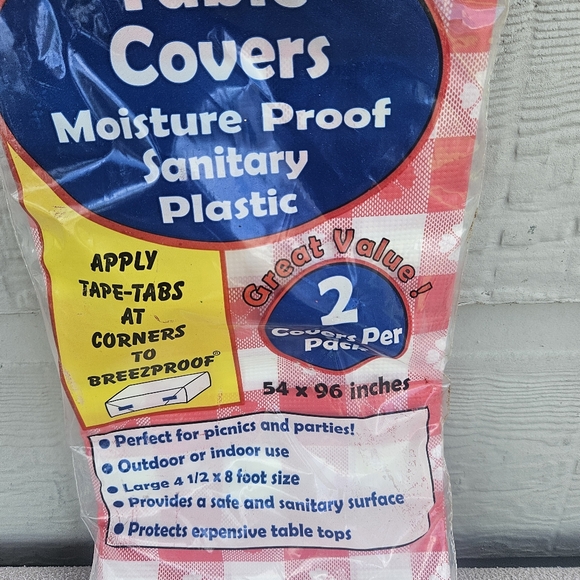 Table
Covers
Moisture Proof
Sanitary
Plastic
APPLY
TAPE-TABS
AT
CORNERS
TO
BREEZPROOF®
Great Value!
2
Covers Per
Pack
54 x 96 inches
• Perfect for picnics and parties!
• Outdoor or indoor use
• Large 4 1/2 x 8 foot size
• Provides a safe and sanitary surface
• Protects expensive table tops